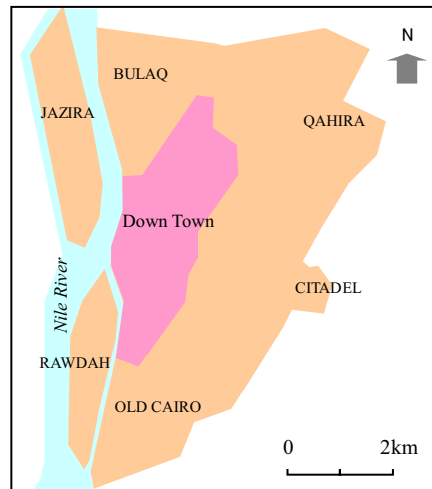 N
BULAQ
JAZIRA
QAHIRA
Down Town
Nile River
CITADEL
RAWDAH
OLD CAIRO
0 2km